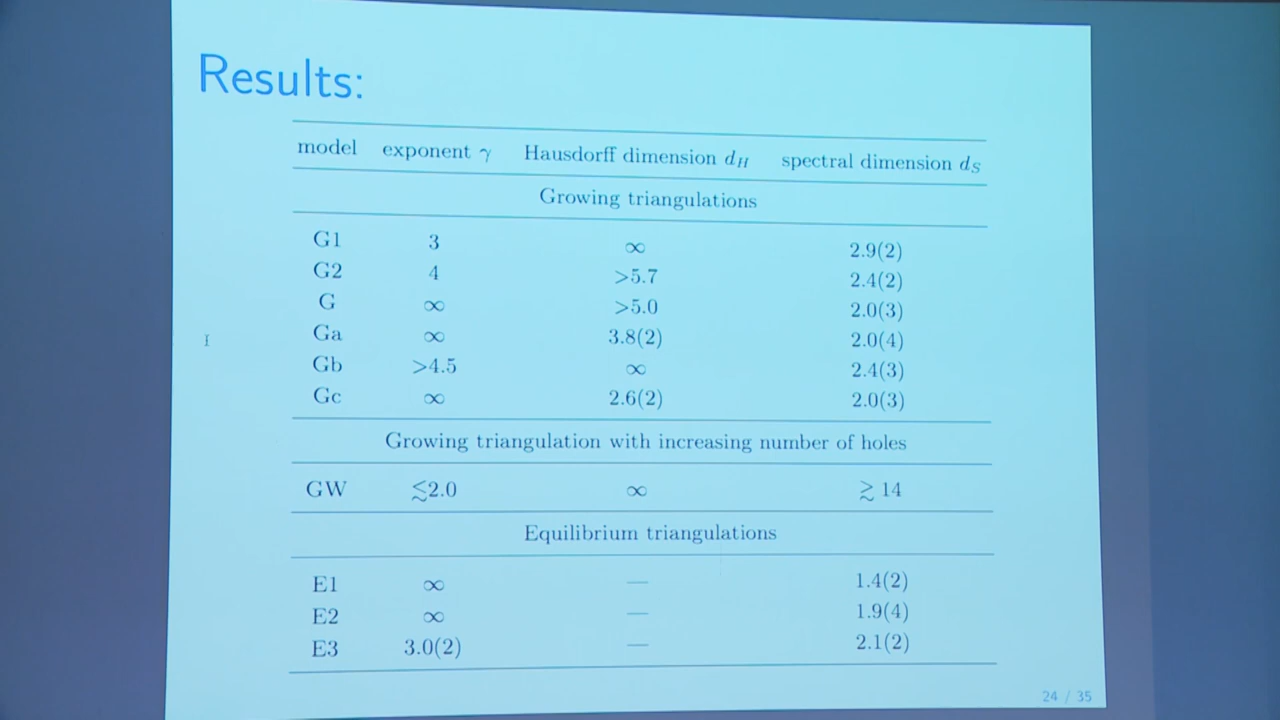 Results:
model exponent γ Hausdorff dimension d_H spectral dimension d_S
Growing triangulations
G1 3 ∞ 2.9(2)
G2 4 >5.7 2.4(2)
G ∞ >5.0 2.0(3)
Ga ∞ 3.8(2) 2.0(4)
Gb >4.5 ∞ 2.4(3)
Gc ∞ 2.6(2) 2.0(3)
Growing triangulation with increasing number of holes
GW ≲2.0 ∞ ≳ 14
Equilibrium triangulations
E1 ∞ — 1.4(2)
E2 ∞ — 1.9(4)
E3 3.0(2) — 2.1(2)
24 / 35